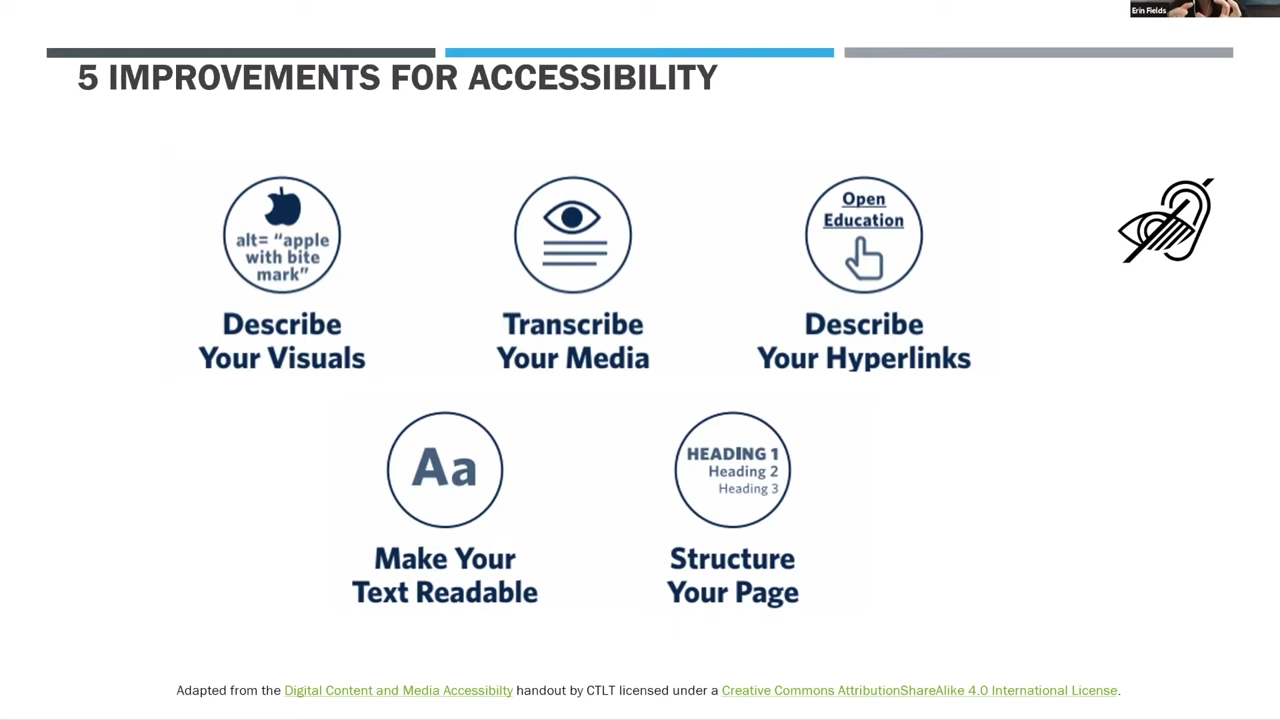 Erin Fields
5 IMPROVEMENTS FOR ACCESSIBILITY
alt= “apple
with bite
mark”
Describe
Your Visuals
Transcribe
Your Media
Open
Education
Describe
Your Hyperlinks
Aa
Make Your
Text Readable
HEADING 1
Heading 2
Heading 3
Structure
Your Page
Adapted from the Digital Content and Media Accessibilty handout by CTLT licensed under a Creative Commons AttributionShareAlike 4.0 International License.